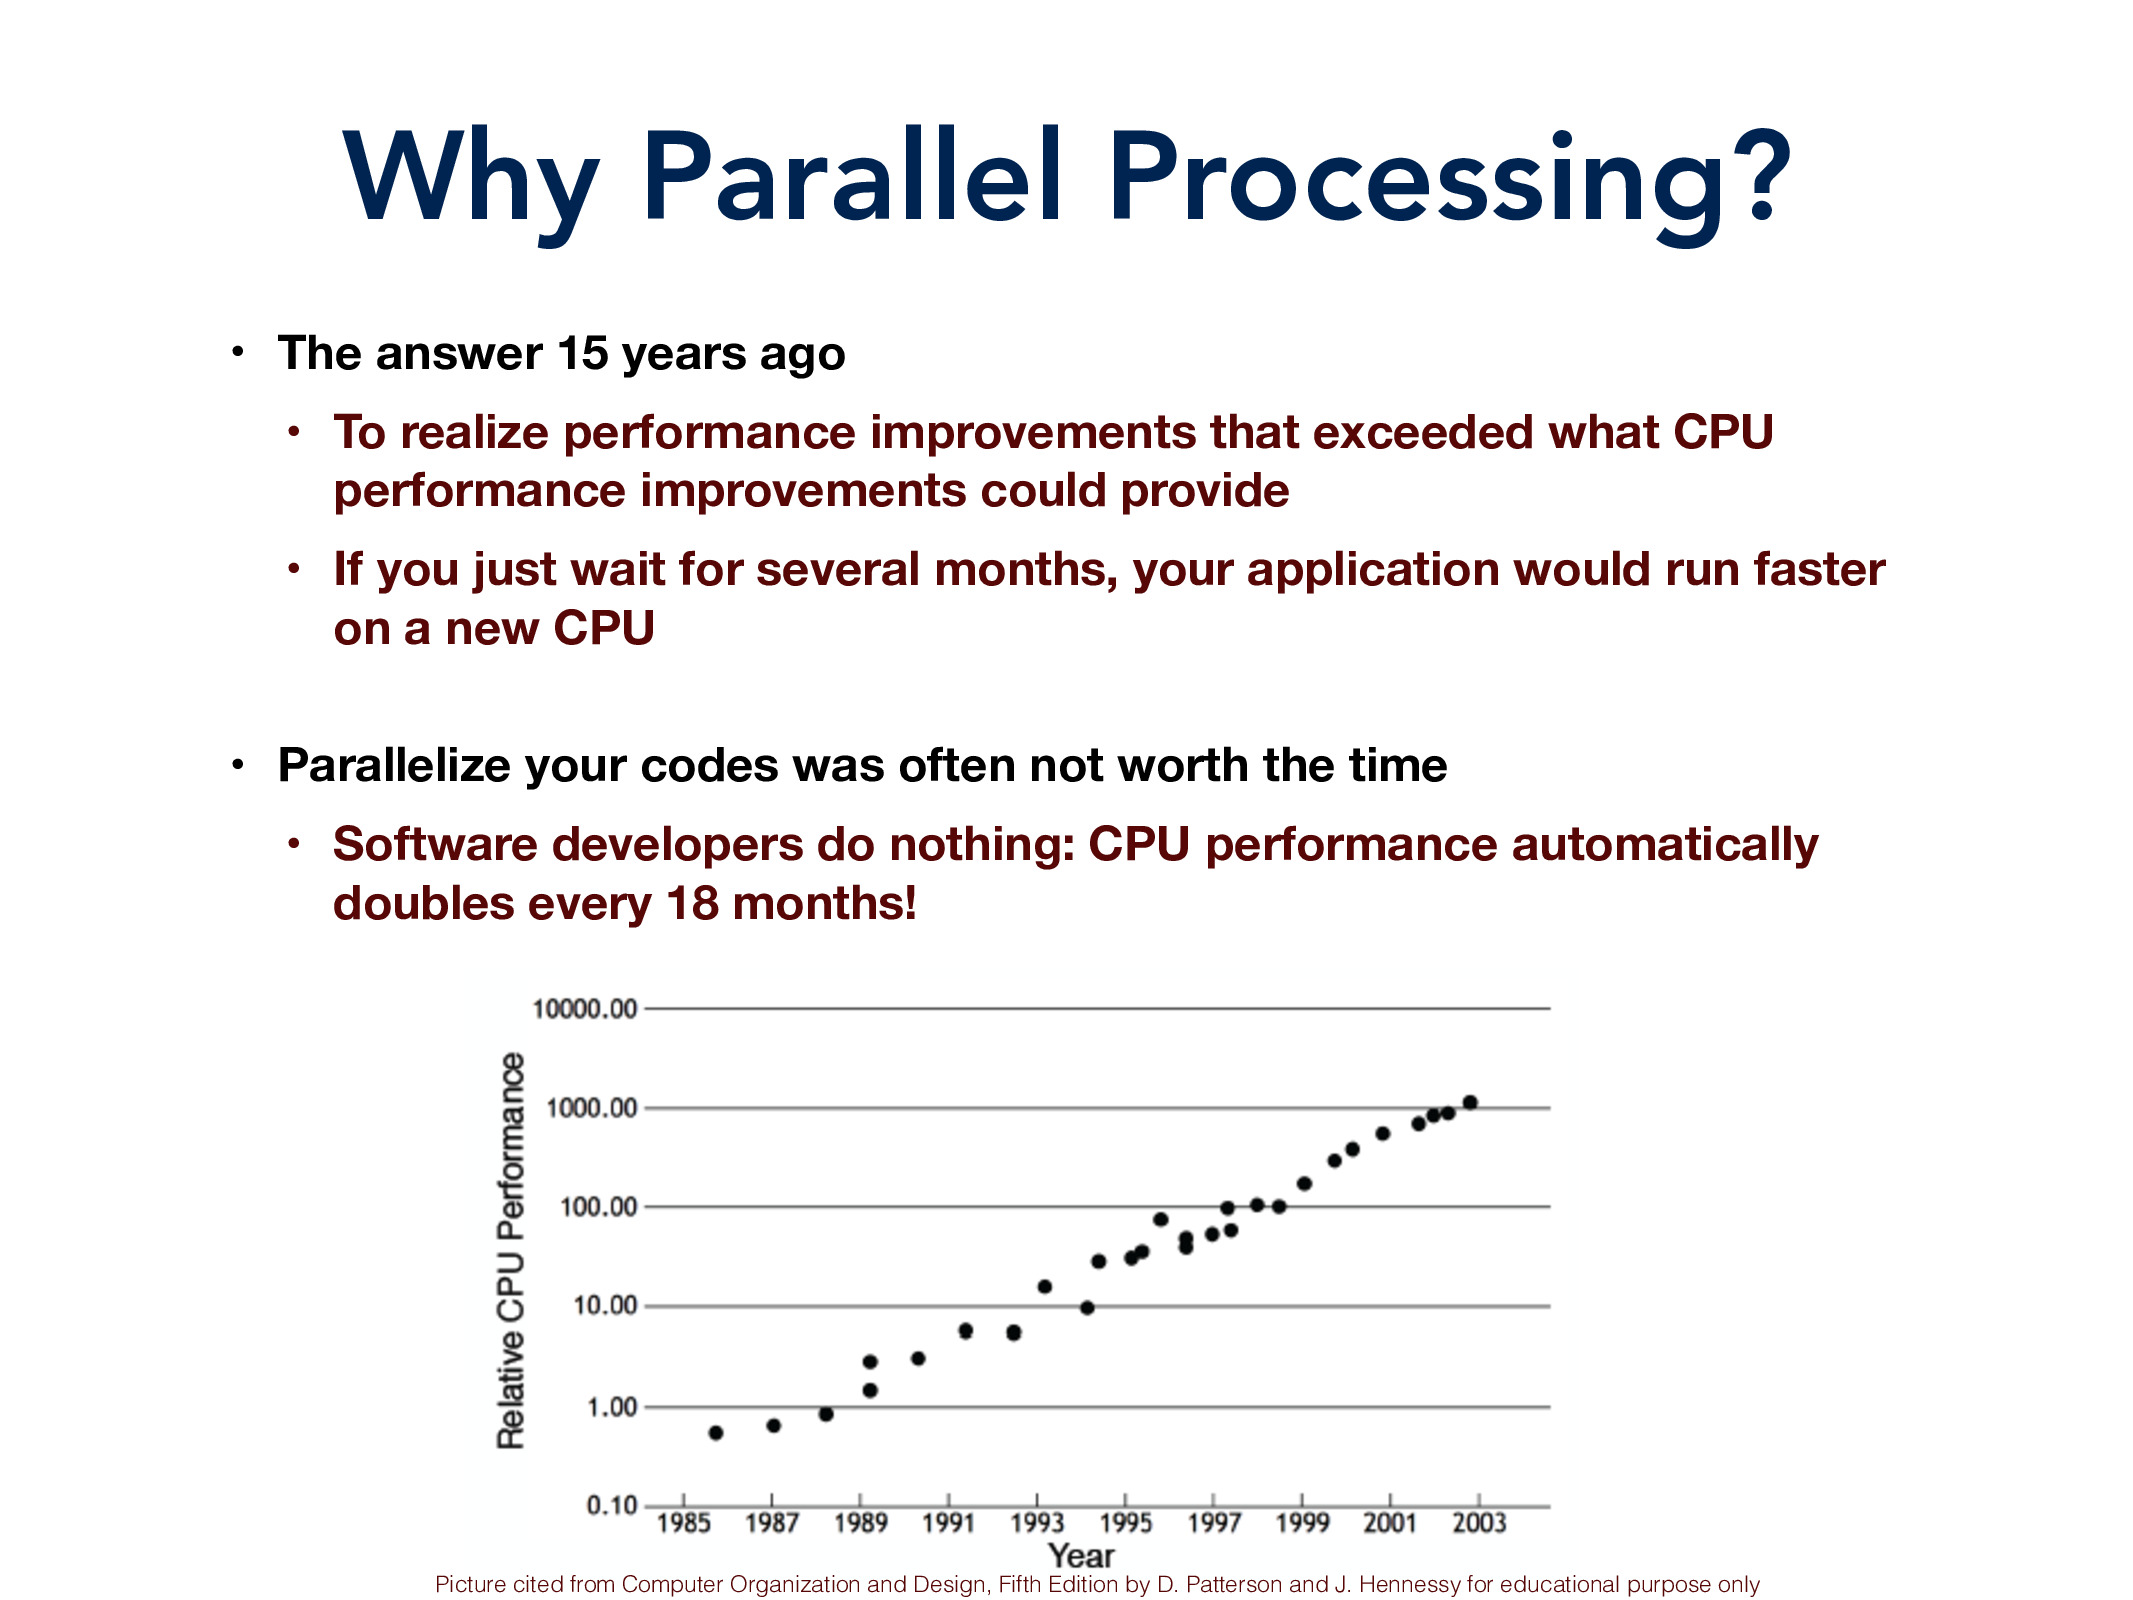 Why Parallel Processing?
• The answer 15 years ago
• To realize performance improvements that exceeded what CPU
performance improvements could provide
• If you just wait for several months, your application would run faster
on a new CPU
• Parallelize your codes was often not worth the time
• Software developers do nothing: CPU performance automatically
doubles every 18 months!
Relative CPU Performance
10000.00
1000.00
100.00
10.00
1.00
0.10
1985 1987 1989 1991 1993 1995 1997 1999 2001 2003
Year
Picture cited from Computer Organization and Design, Fifth Edition by D. Patterson and J. Hennessy for educational purpose only